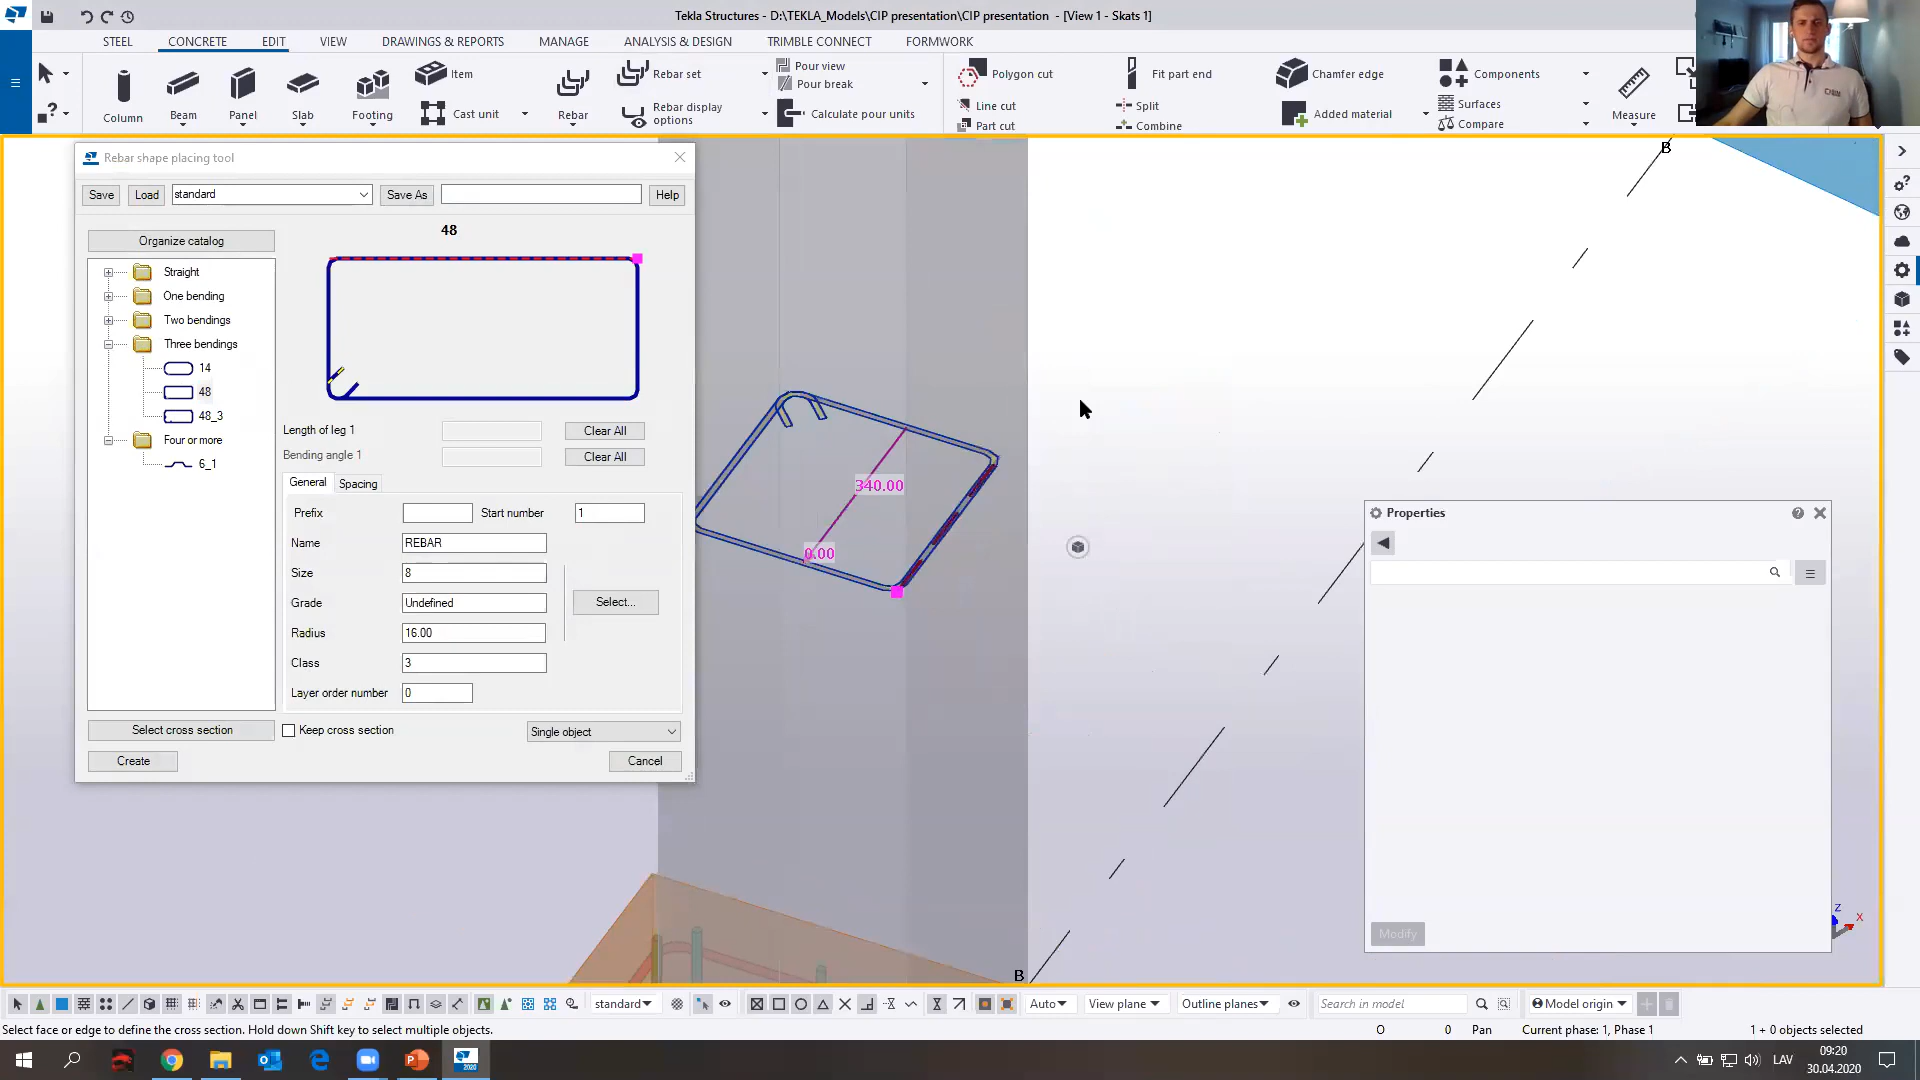 Tekla Structures - D:\TEKLA_Models\CIP presentation\CIP presentation - [View 1 - Skats 1]
STEEL CONCRETE EDIT VIEW DRAWINGS & REPORTS MANAGE ANALYSIS & DESIGN TRIMBLE CONNECT FORMWORK
Column
Beam
Panel
Slab
Footing
Item
Cast unit
Rebar
Rebar set
Rebar display
options
Pour view
Pour break
Calculate pour units
Polygon cut
Line cut
Part cut
Fit part end
Split
Combine
Chamfer edge
Added material
Components
Surfaces
Compare
Measure
Rebar shape placing tool
Save Load standard Save As Help
Organize catalog
48
Straight
One bending
Two bendings
Three bendings
14
48
48_3
Four or more
6_1
Length of leg 1 Clear All
Bending angle 1 Clear All
General Spacing
Prefix Start number 1
Name REBAR
Size 8
Grade Undefined Select...
Radius 16.00
Class 3
Layer order number 0
Select cross section Keep cross section Single object
Create Cancel
340.00
0.00
B
B
Properties
Modify
Z
X
standard Auto View plane Outline planes Search in model Model origin
Select face or edge to define the cross section. Hold down Shift key to select multiple objects. O 0 Pan Current phase: 1, Phase 1 1 + 0 objects selected
2020
LAV
09:20
30.04.2020